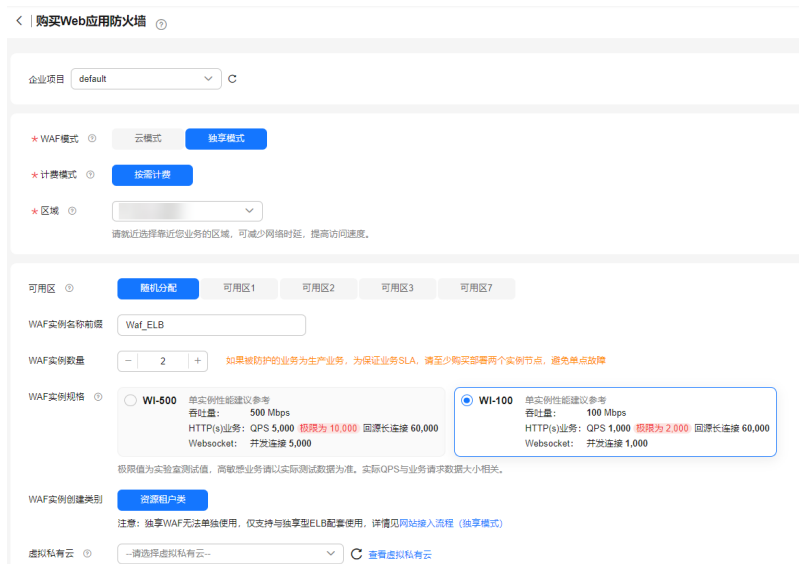 购买Web应用防火墙
企业项目 default
WAF模式 云模式 独享模式
计费模式 按需计费
区域
请就近选择靠近您业务的区域，可减少网络时延，提高访问速度。
可用区 随机分配 可用区1 可用区2 可用区3 可用区7
WAF实例名称前缀 Waf_ELB
WAF实例数量 − 2 + 如果被防护的业务为生产业务，为保证业务SLA，请至少购买部署两个实例节点，避免单点故障
WAF实例规格 WI-500 单实例性能建议参考 WI-100 单实例性能建议参考
吞吐量： 500 Mbps 吞吐量： 100 Mbps
HTTP(s)业务： QPS 5,000 极限为 10,000 回源长连接 60,000 HTTP(s)业务： QPS 1,000 极限为 2,000 回源长连接 60,000
Websocket： 并发连接 5,000 Websocket： 并发连接 1,000
极限值为实验室测试值，高敏感业务请以实际测试数据为准。实际QPS与业务请求数据大小相关。
WAF实例创建类别 资源租户类
注意：独享WAF无法单独使用，仅支持与独享型ELB配套使用，详情见网站接入流程（独享模式）
虚拟私有云 --请选择虚拟私有云-- 查看虚拟私有云